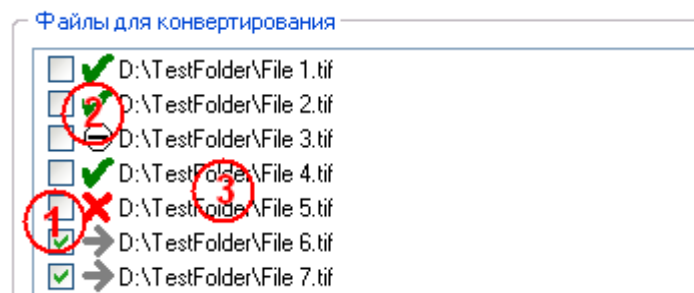 Файлы для конвертирования
D:\TestFolder\File 1.tif
D:\TestFolder\File 2.tif
D:\TestFolder\File 3.tif
D:\TestFolder\File 4.tif
D:\TestFolder\File 5.tif
D:\TestFolder\File 6.tif
D:\TestFolder\File 7.tif
2
3
1